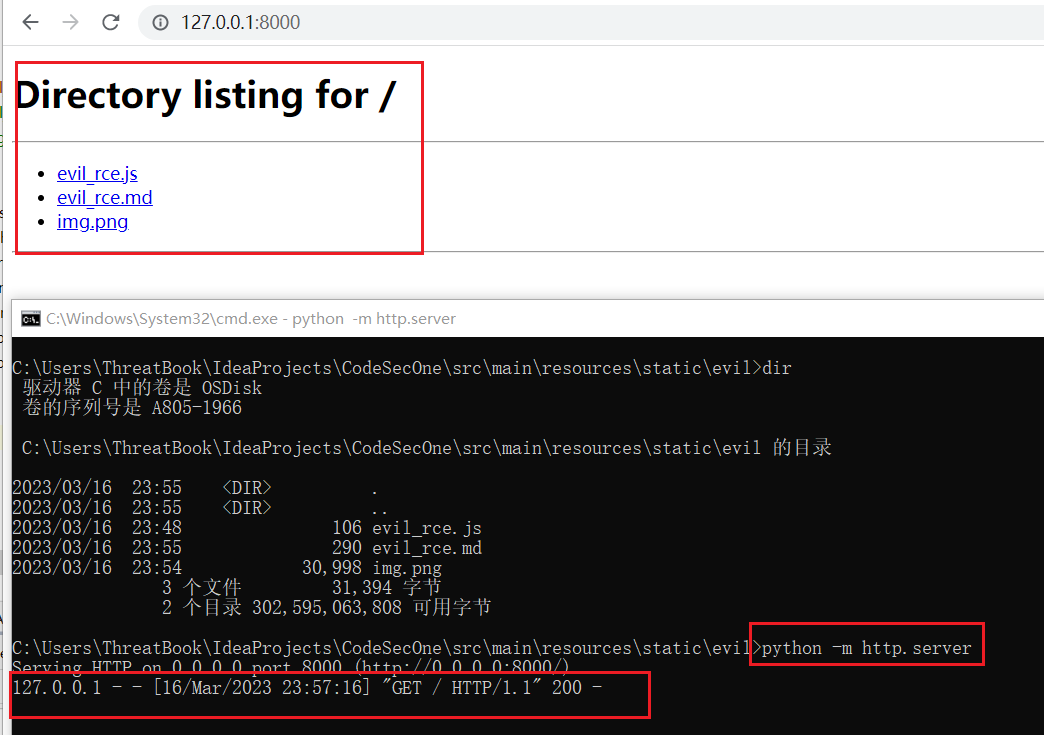 127.0.0.1:8000
Directory listing for /
evil_rce.js
evil_rce.md
img.png
C:\Windows\System32\cmd.exe - python  -m http.server
C:\Users\ThreatBook\IdeaProjects\CodeSecOne\src\main\resources\static\evil>dir
驱动器 C 中的卷是 OSDisk
卷的序列号是 A805-1966
C:\Users\ThreatBook\IdeaProjects\CodeSecOne\src\main\resources\static\evil 的目录
2023/03/16  23:55    <DIR>          .
2023/03/16  23:55    <DIR>          ..
2023/03/16  23:48               106 evil_rce.js
2023/03/16  23:55               290 evil_rce.md
2023/03/16  23:54            30,998 img.png
3 个文件         31,394 字节
2 个目录 302,595,063,808 可用字节
C:\Users\ThreatBook\IdeaProjects\CodeSecOne\src\main\resources\static\evil>python -m http.server
Serving HTTP on 0.0.0.0 port 8000 (http://0.0.0.0:8000/)
127.0.0.1 - - [16/Mar/2023 23:57:16] "GET / HTTP/1.1" 200 -